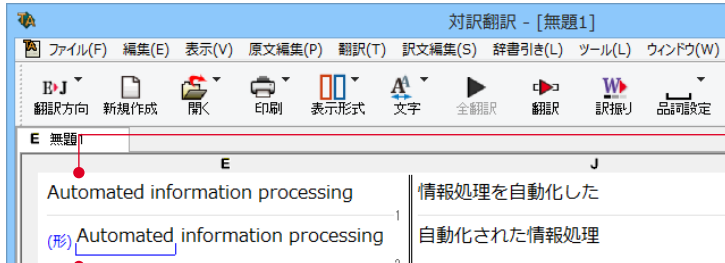 対訳翻訳 - [無題1]
ファイル(F) 編集(E) 表示(V) 原文編集(P) 翻訳(T) 訳文編集(S) 辞書引き(L) ツール(L) ウィンドウ(W)
E›J
翻訳方向 新規作成 開く 印刷 表示形式 文字 全翻訳 翻訳 訳振り 品詞設定
E 無題1
E J
Automated information processing 情報処理を自動化した
1
(形) Automated information processing 自動化された情報処理